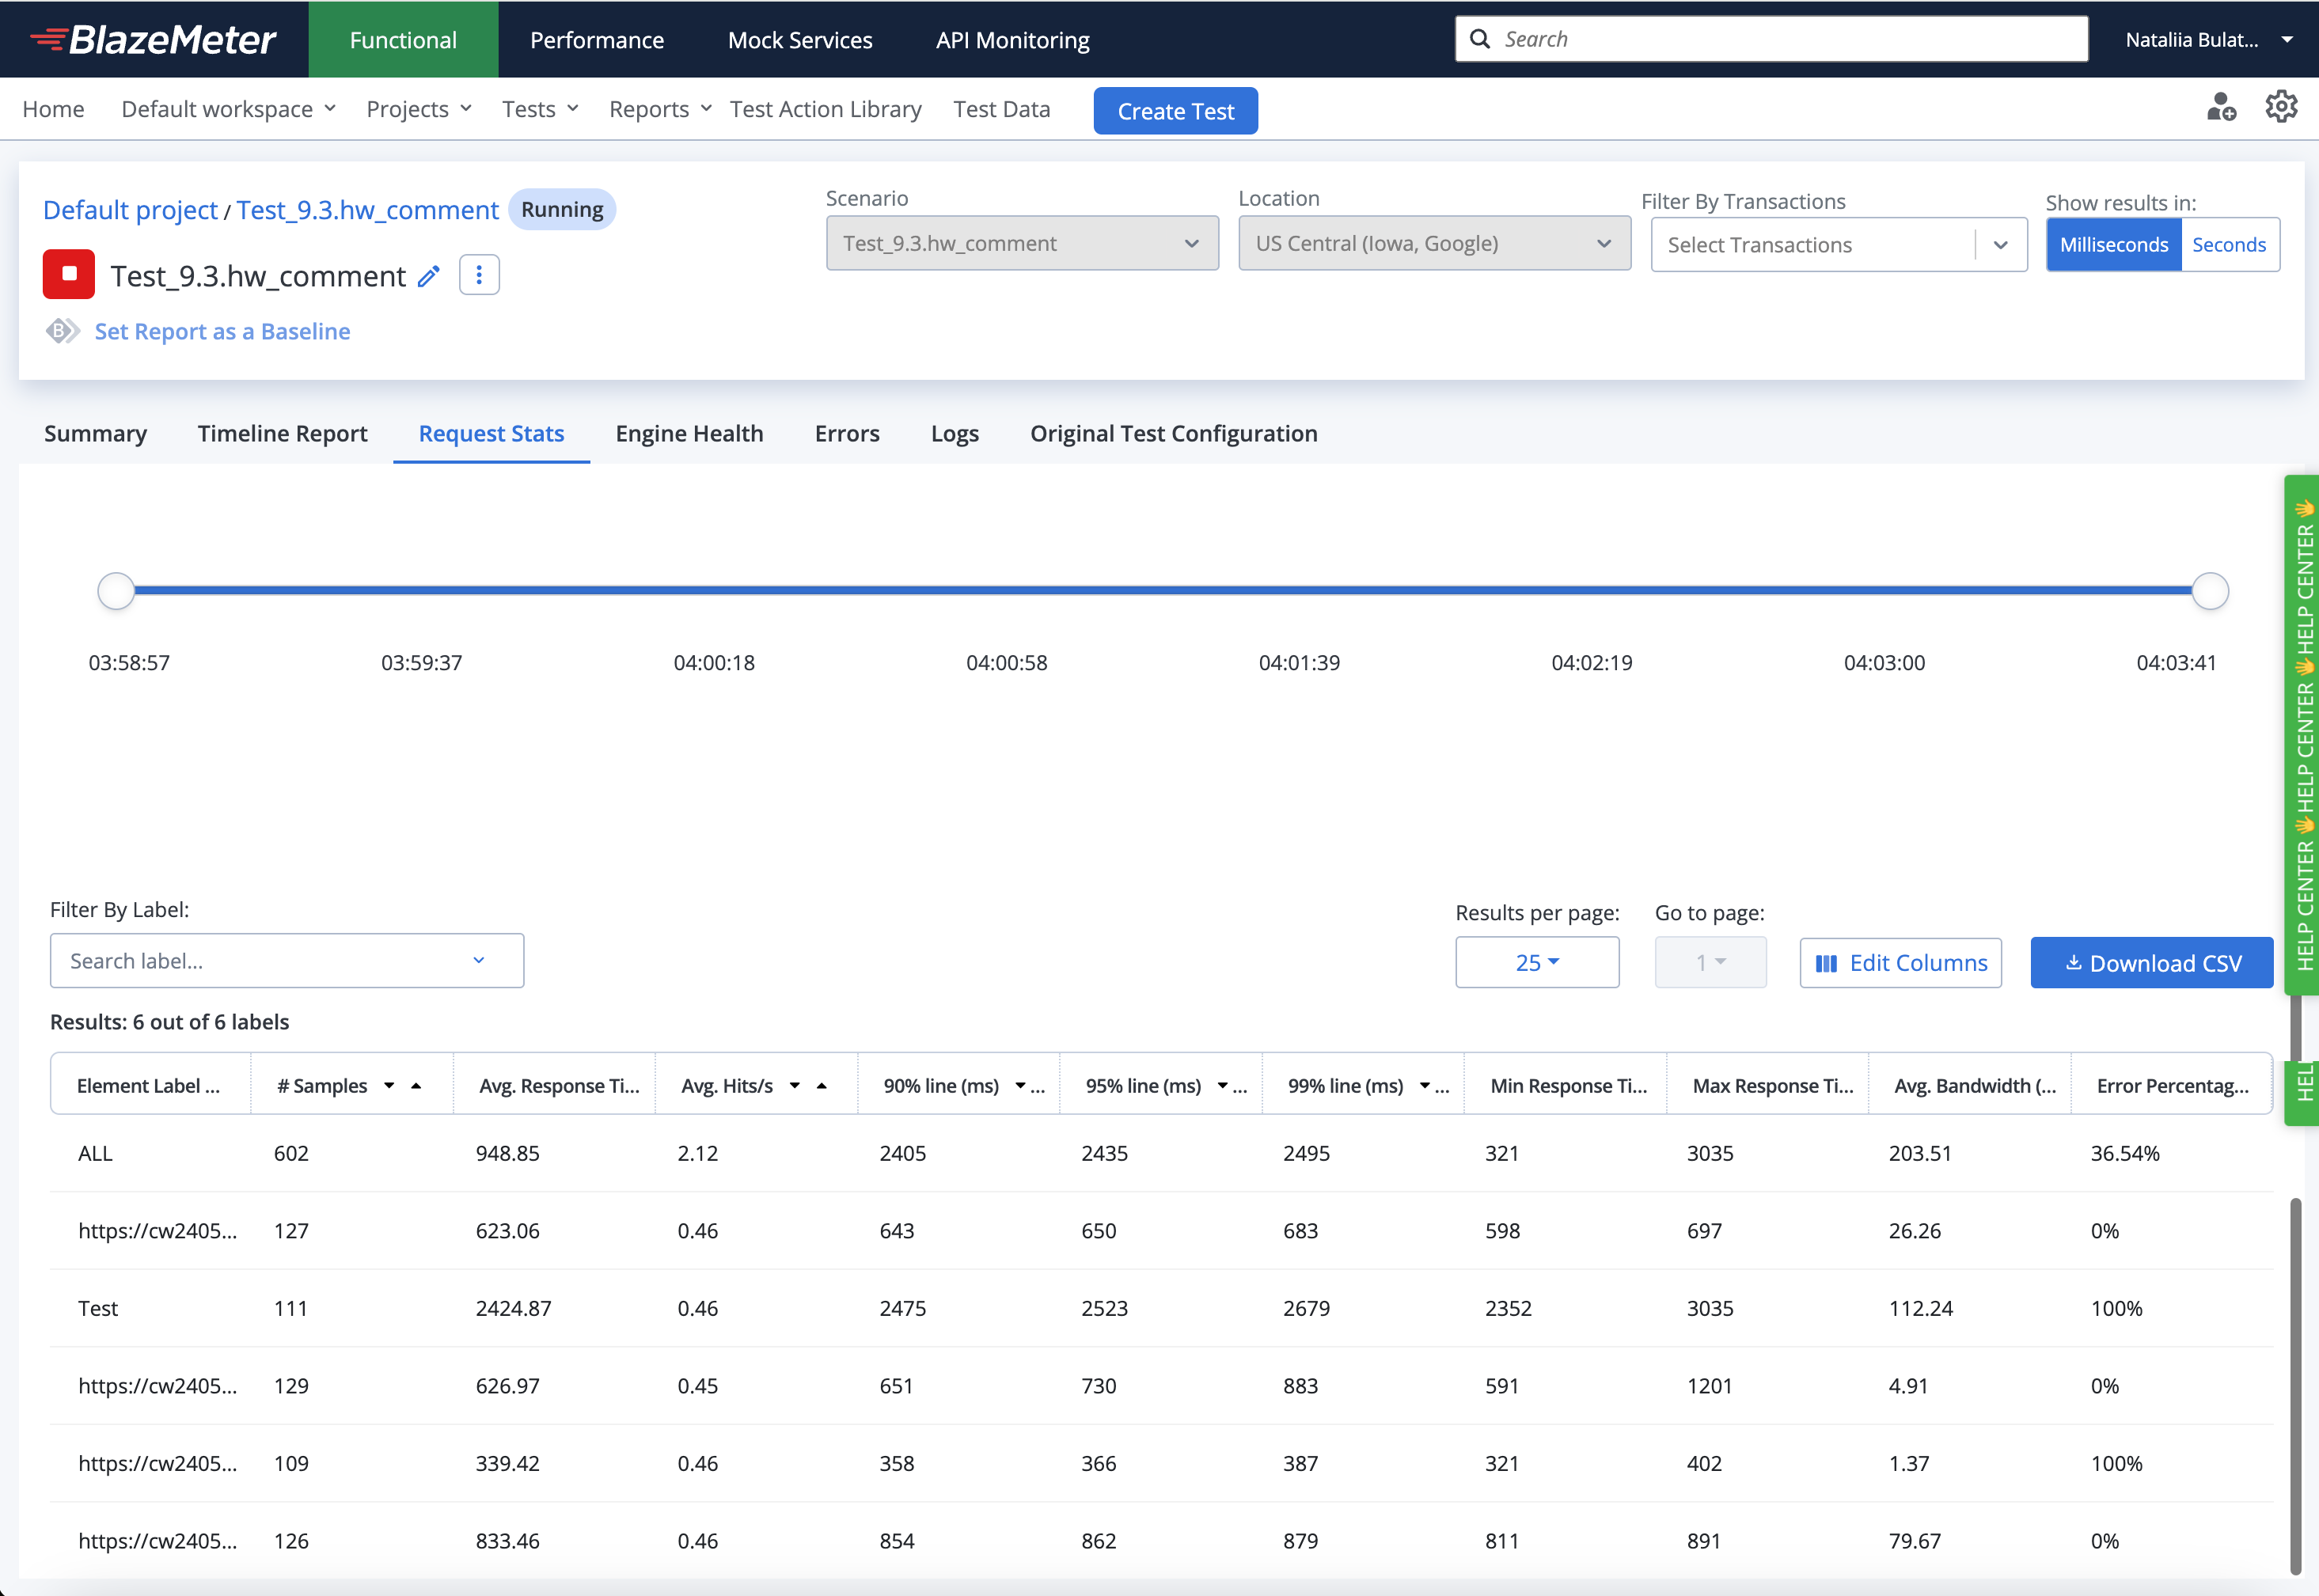 BlazeMeter Functional Performance Mock Services API Monitoring Search Nataliia Bulat...
Home Default workspace Projects Tests Reports Test Action Library Test Data Create Test
Default project / Test_9.3.hw_comment Running
Test_9.3.hw_comment
Set Report as a Baseline
Scenario
Test_9.3.hw_comment
Location
US Central (Iowa, Google)
Filter By Transactions
Select Transactions
Show results in:
Milliseconds Seconds
Summary Timeline Report Request Stats Engine Health Errors Logs Original Test Configuration
03:58:57 03:59:37 04:00:18 04:00:58 04:01:39 04:02:19 04:03:00 04:03:41
HELP CENTER 👋 HELP CENTER 👋 HELP CENTER 👋
Filter By Label:
Search label...
Results per page:
25
Go to page:
1
Edit Columns
Download CSV
Results: 6 out of 6 labels
HEL
Element Label ... # Samples Avg. Response Ti... Avg. Hits/s 90% line (ms) ... 95% line (ms) ... 99% line (ms) ... Min Response Ti... Max Response Ti... Avg. Bandwidth (... Error Percentag...
ALL 602 948.85 2.12 2405 2435 2495 321 3035 203.51 36.54%
https://cw2405... 127 623.06 0.46 643 650 683 598 697 26.26 0%
Test 111 2424.87 0.46 2475 2523 2679 2352 3035 112.24 100%
https://cw2405... 129 626.97 0.45 651 730 883 591 1201 4.91 0%
https://cw2405... 109 339.42 0.46 358 366 387 321 402 1.37 100%
https://cw2405... 126 833.46 0.46 854 862 879 811 891 79.67 0%